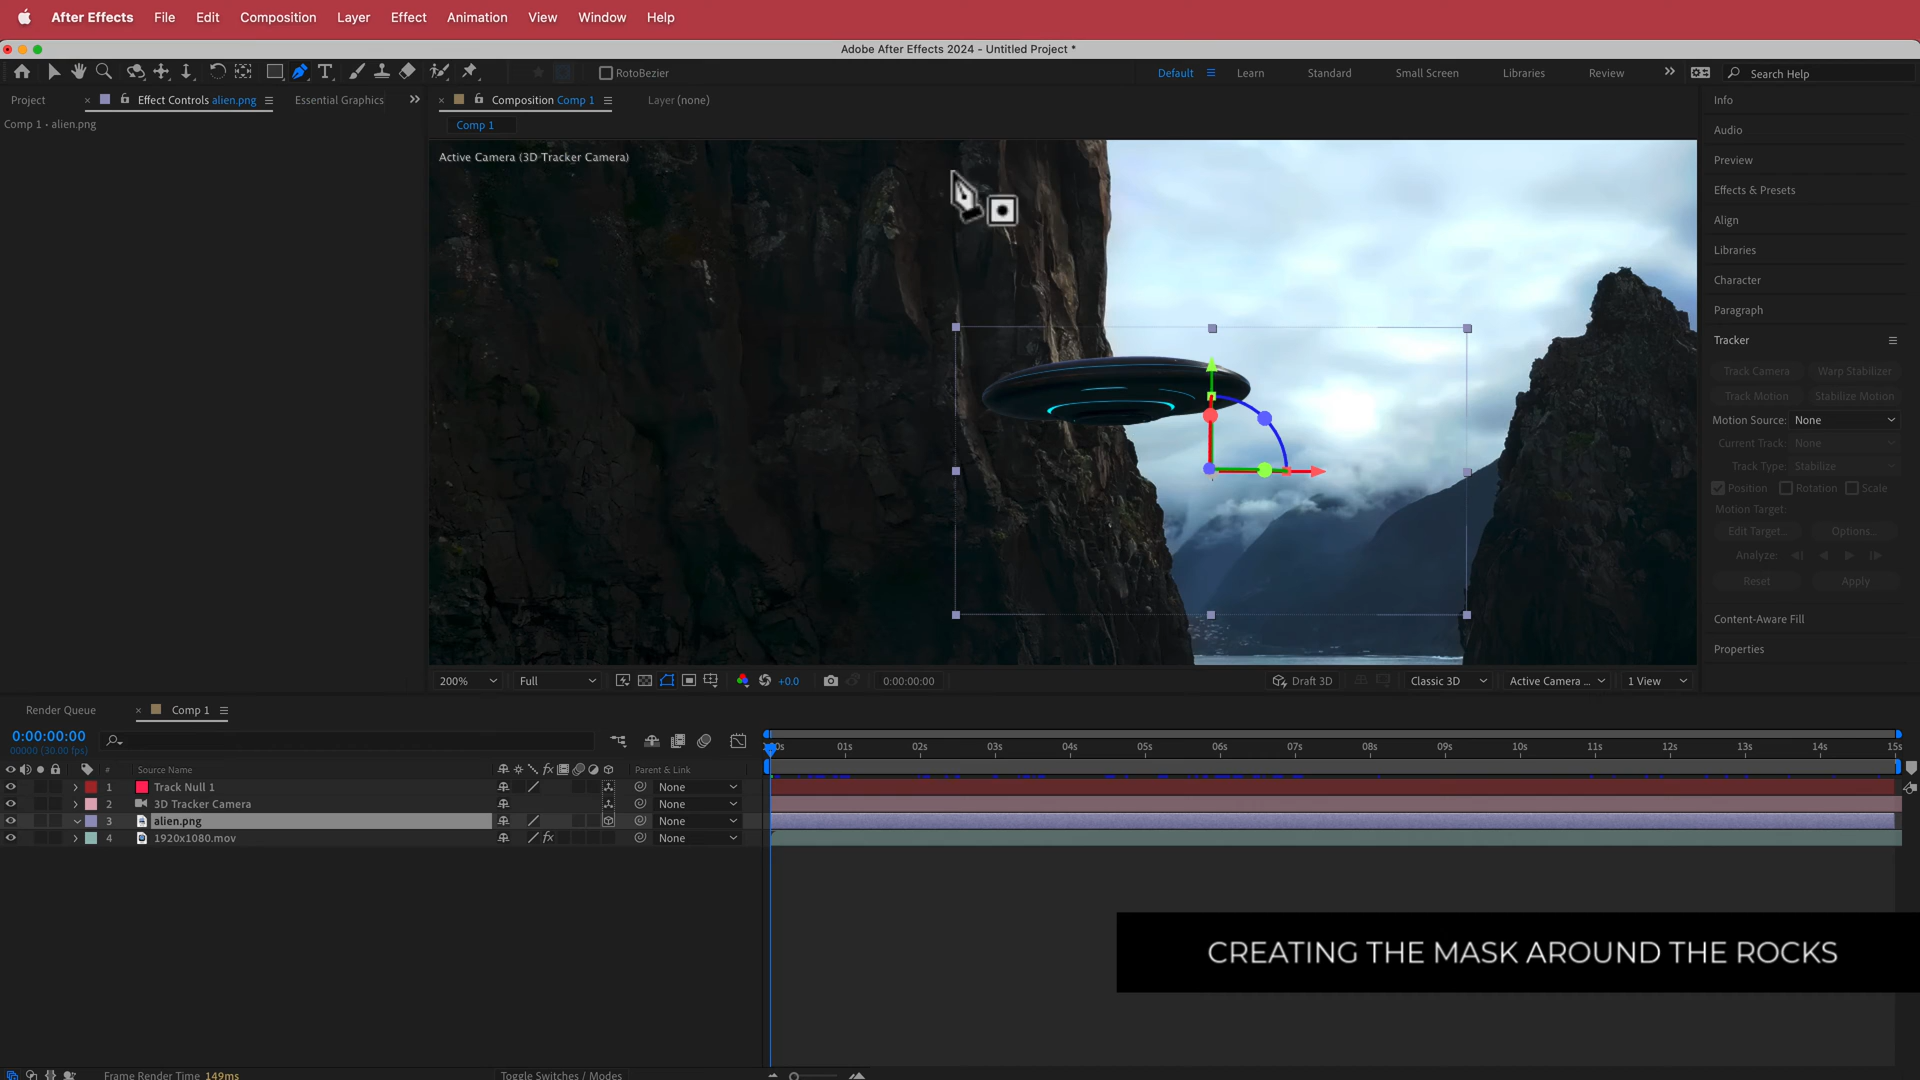 After Effects File Edit Composition Layer Effect Animation View Window Help
Adobe After Effects 2024 - Untitled Project *
RotoBezier Default Learn Standard Small Screen Libraries Review Search Help
Project Effect Controls alien.png Essential Graphics Composition Comp 1 Layer (none) Info
Comp 1 • alien.png
Comp 1
Audio
Active Camera (3D Tracker Camera)
Preview
Effects & Presets
Align
Libraries
Character
Paragraph
Tracker
Track Camera Warp Stabilizer
Track Motion Stabilize Motion
Motion Source: None
Current Track: None
Track Type: Stabilize
Position Rotation Scale
Motion Target:
Edit Target... Options...
Analyze:
Reset Apply
Content-Aware Fill
Properties
200% Full +0.0 0:00:00:00 Draft 3D Classic 3D Active Camera ... 1 View
Render Queue Comp 1
0:00:00:00
00000 (30.00 fps)
01s 02s 03s 04s 05s 06s 07s 08s 09s 10s 11s 12s 13s 14s 15s
# Source Name fx Parent & Link
1 Track Null 1 None
2 3D Tracker Camera None
3 alien.png None
4 1920x1080.mov fx None
CREATING THE MASK AROUND THE ROCKS
Frame Render Time 149ms Toggle Switches / Modes